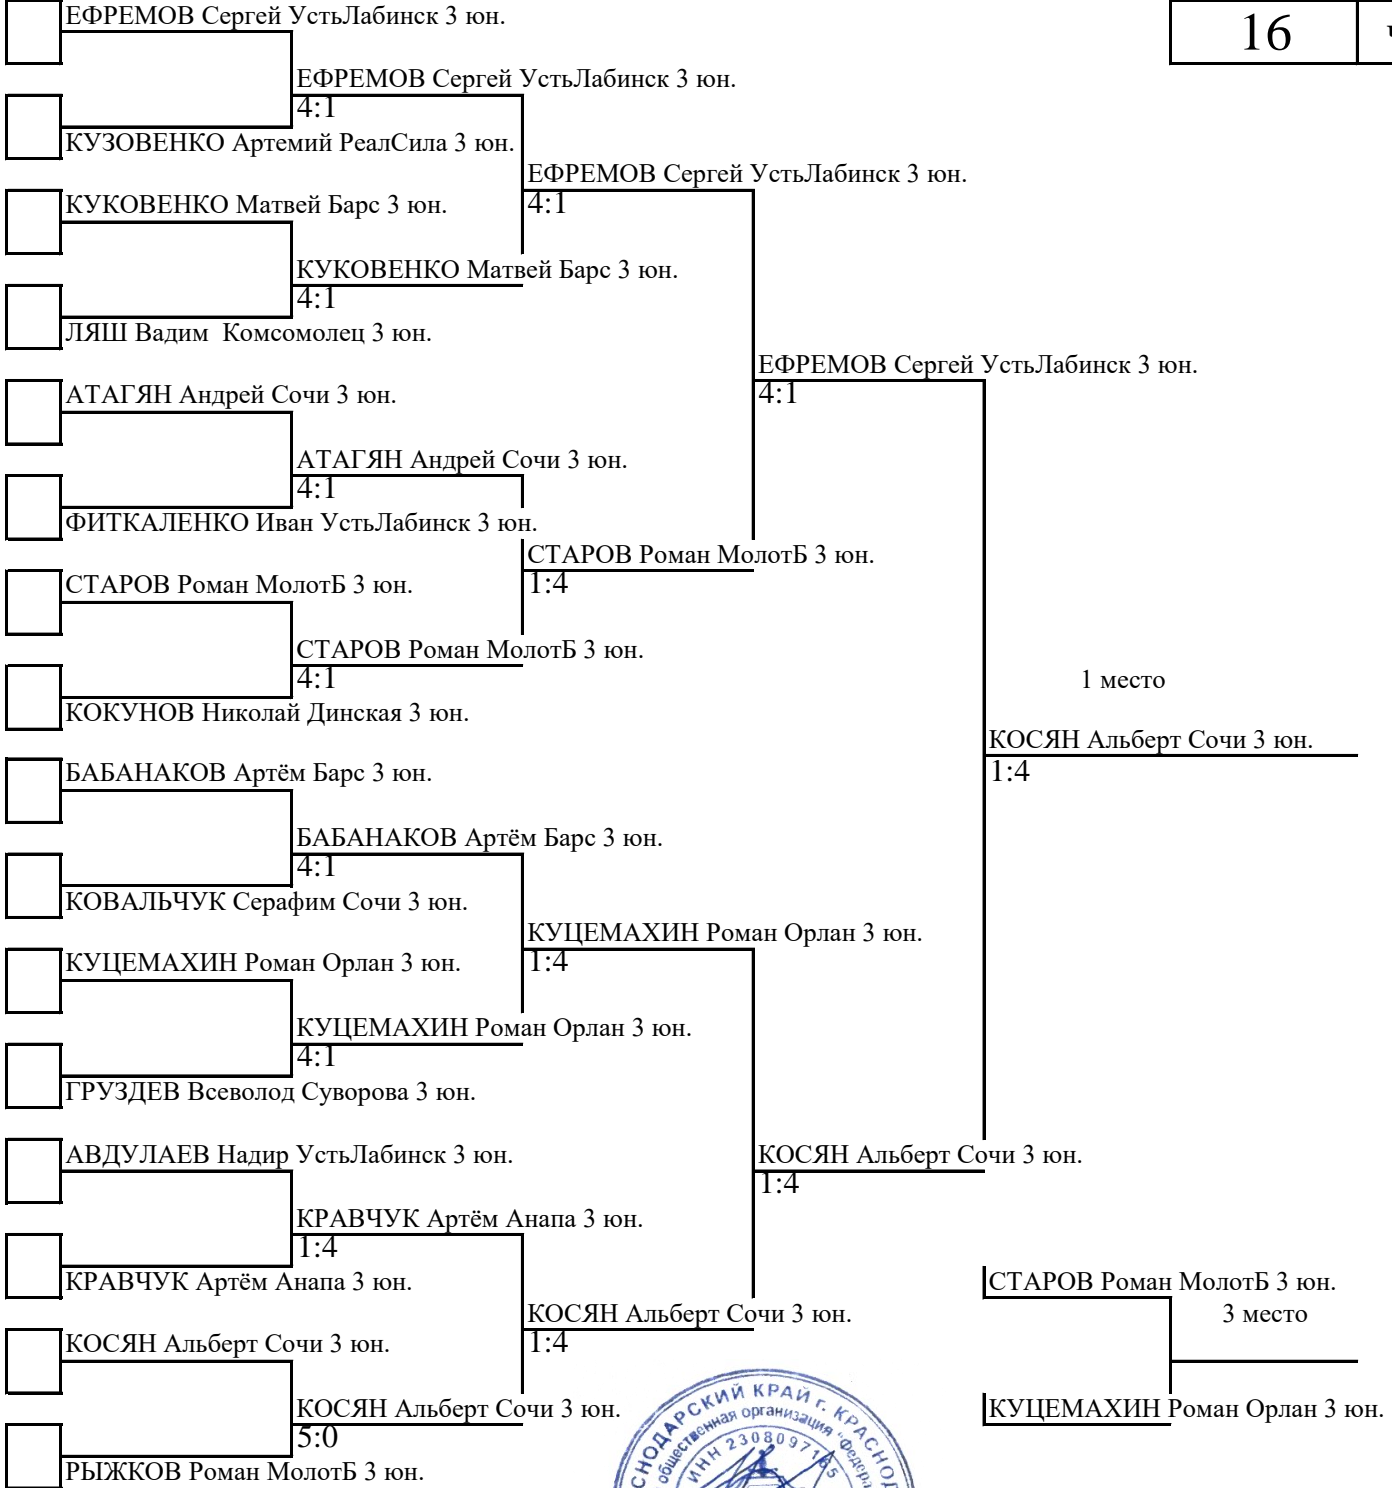 ЕФРЕМОВ Сергей УстьЛабинск 3 юн.
16
ЕФРЕМОВ Сергей УстьЛабинск 3 юн.
4:1
КУЗОВЕНКО Артемий РеалСила 3 юн.
ЕФРЕМОВ Сергей УстьЛабинск 3 юн.
4:1
КУКОВЕНКО Матвей Барс 3 юн.
КУКОВЕНКО Матвей Барс 3 юн.
4:1
ЛЯШ Вадим  Комсомолец 3 юн.
ЕФРЕМОВ Сергей УстьЛабинск 3 юн.
4:1
АТАГЯН Андрей Сочи 3 юн.
АТАГЯН Андрей Сочи 3 юн.
4:1
ФИТКАЛЕНКО Иван УстьЛабинск 3 юн.
СТАРОВ Роман МолотБ 3 юн.
1:4
СТАРОВ Роман МолотБ 3 юн.
СТАРОВ Роман МолотБ 3 юн.
4:1
КОКУНОВ Николай Динская 3 юн.
1 место
КОСЯН Альберт Сочи 3 юн.
1:4
БАБАНАКОВ Артём Барс 3 юн.
БАБАНАКОВ Артём Барс 3 юн.
4:1
КОВАЛЬЧУК Серафим Сочи 3 юн.
КУЦЕМАХИН Роман Орлан 3 юн.
1:4
КУЦЕМАХИН Роман Орлан 3 юн.
КУЦЕМАХИН Роман Орлан 3 юн.
4:1
ГРУЗДЕВ Всеволод Суворова 3 юн.
КОСЯН Альберт Сочи 3 юн.
1:4
АВДУЛАЕВ Надир УстьЛабинск 3 юн.
КРАВЧУК Артём Анапа 3 юн.
1:4
КРАВЧУК Артём Анапа 3 юн.
КОСЯН Альберт Сочи 3 юн.
1:4
СТАРОВ Роман МолотБ 3 юн.
3 место
КОСЯН Альберт Сочи 3 юн.
КОСЯН Альберт Сочи 3 юн.
5:0
КУЦЕМАХИН Роман Орлан 3 юн.
РЫЖКОВ Роман МолотБ 3 юн.
КРАЙ г.
общественная организация
ИНН 2308097165